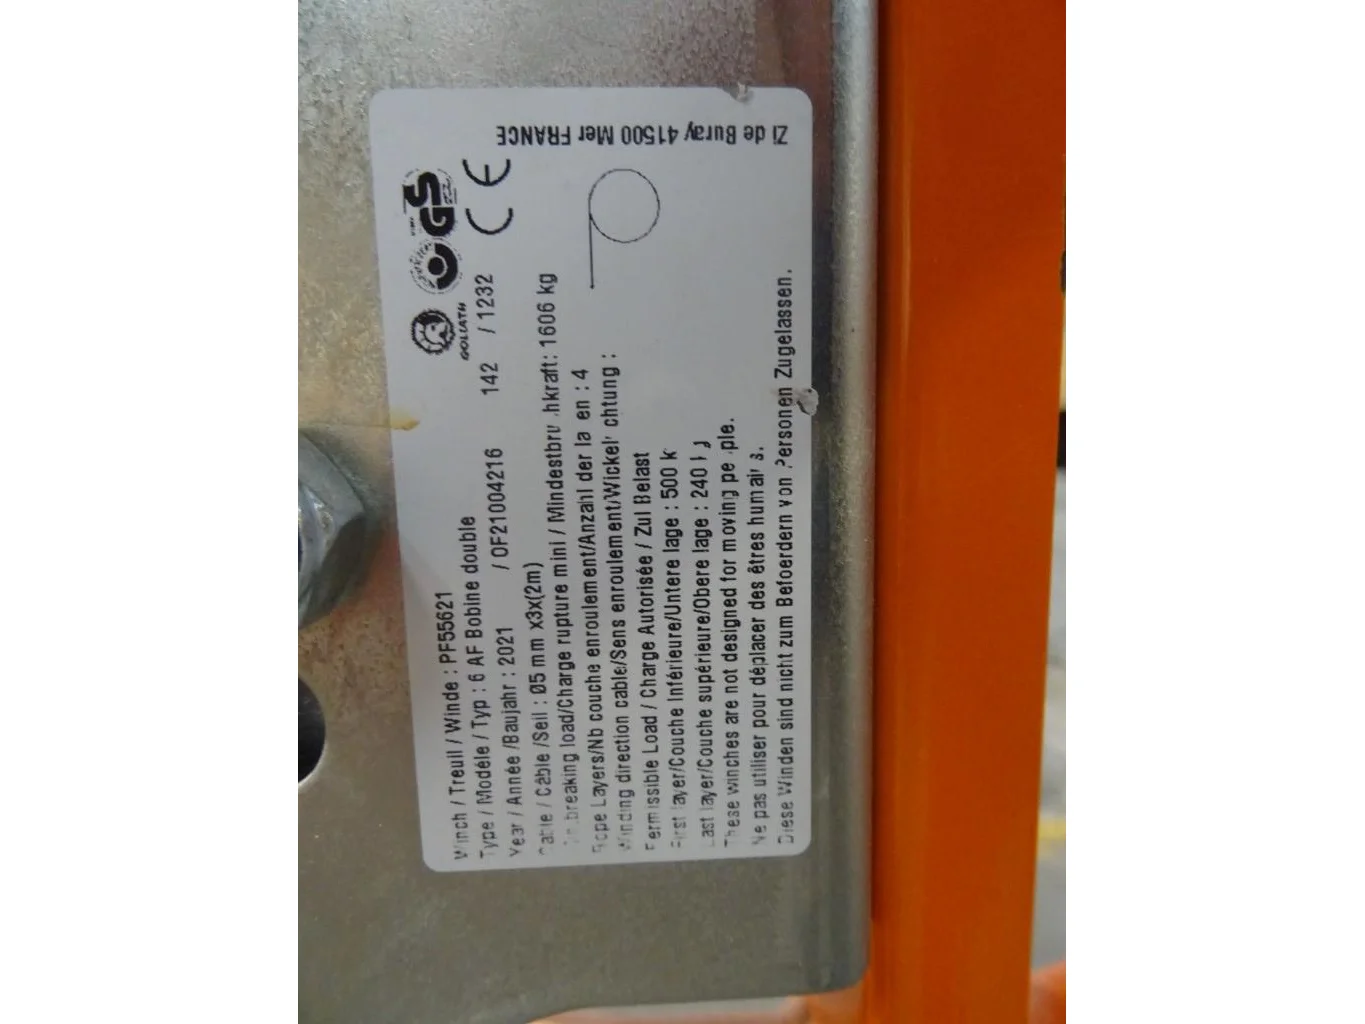 GOLIATH
GS
CE
Winch / Treuil / Winde : PF55621
Type / Modèle / Typ : 6 AF Bobine double
Year / Année /Baujahr : 2021 / OF21004216 142 / 1232
Cable / Câble /Seil : Ø5 mm x3x(2m)
breaking load/Charge rupture mini / hkraft: 1606 kg
Rope Layers/Nb couche enroulement/Anzahl der la en : 4
Winding direction cable/Sens enroulement/Wickel chtung :
Permissible Load / Charge Autorisée / Zul Belast
First layer/Couche Intérieure/Untere lage : 500 k
Last layer/Couche supérieure/Obere lage : 240
These winches are not designed for moving pe ple.
Ne pas utiliser pour déplacer des êtres humai s.
Diese Winden sind nicht zum Befoerdern von Personen Zugelassen.
ZI de Buray 41500 Mer FRANCE